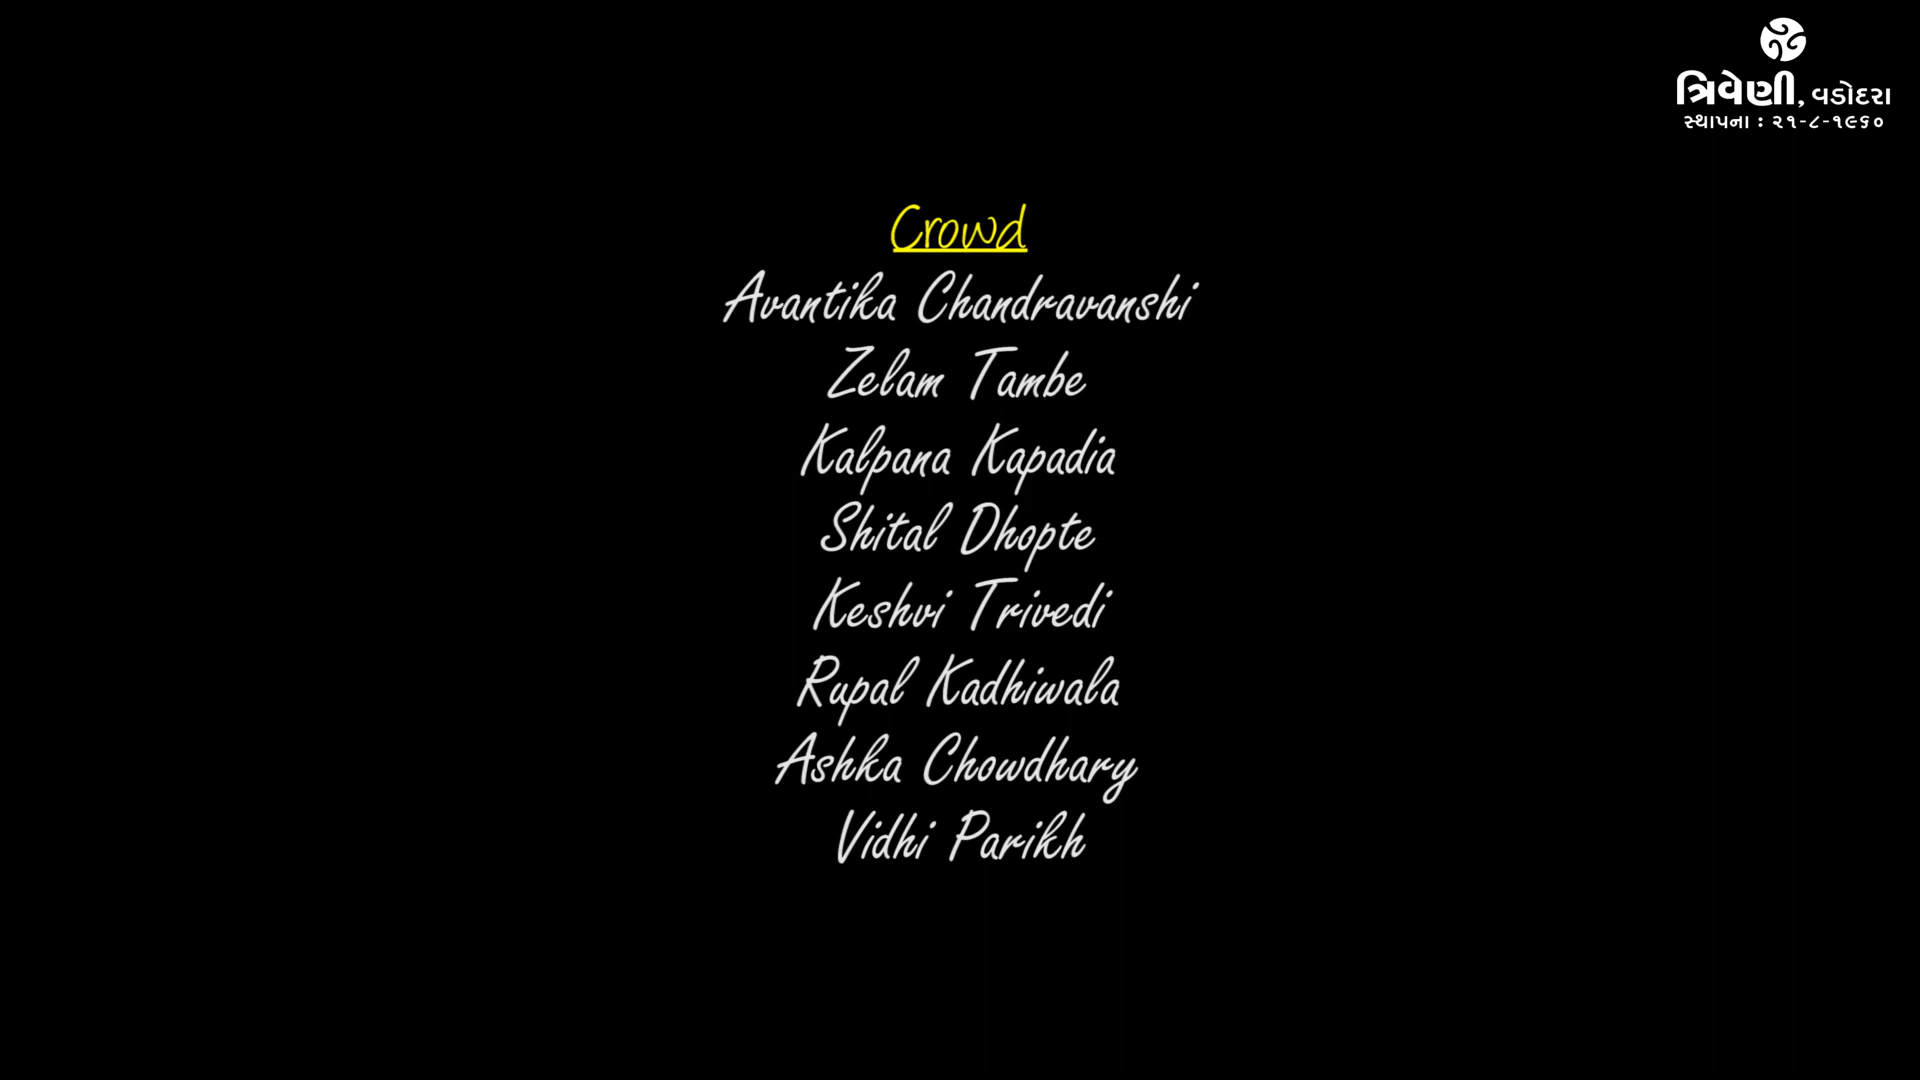 ત્રિવેણી, વડોદરા
સ્થાપના : ૨૧-૮-૧૯૬૦
Crowd
Avantika Chandravanshi
Zelam Tambe
Kalpana Kapadia
Shital Dhopte
Keshvi Trivedi
Rupal Kadhiwala
Ashka Chowdhary
Vidhi Parikh